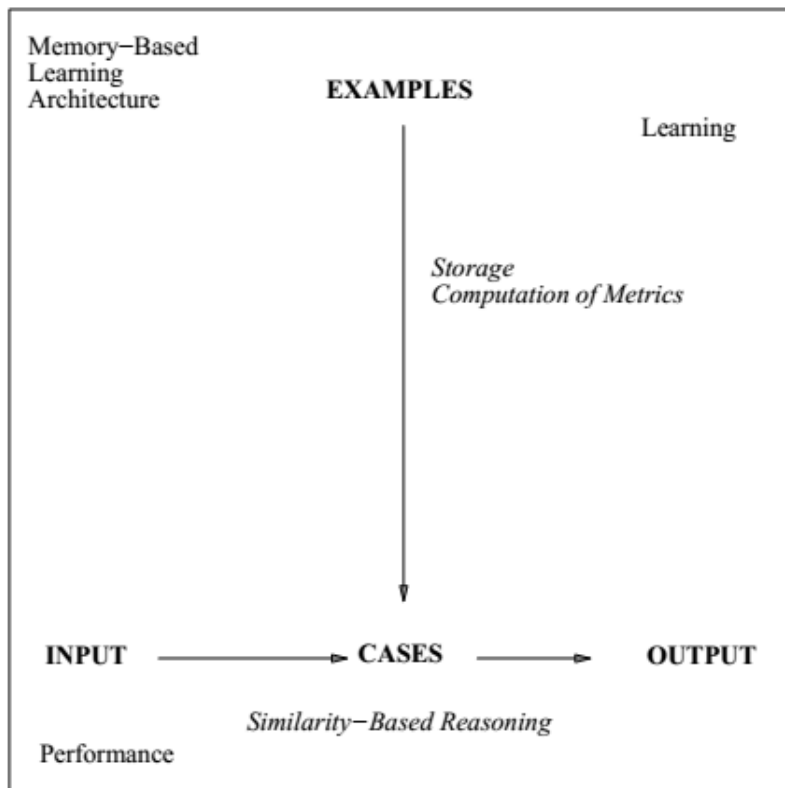 Memory−Based
Learning
Architecture
EXAMPLES
Learning
Storage
Computation of Metrics
INPUT
CASES
OUTPUT
Similarity−Based Reasoning
Performance